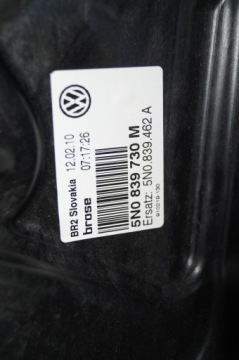 BR2 Slovakia 12.02.10
brose 07:17:26
5N0 839 730 M
Ersatz: 5N0.839.462 A